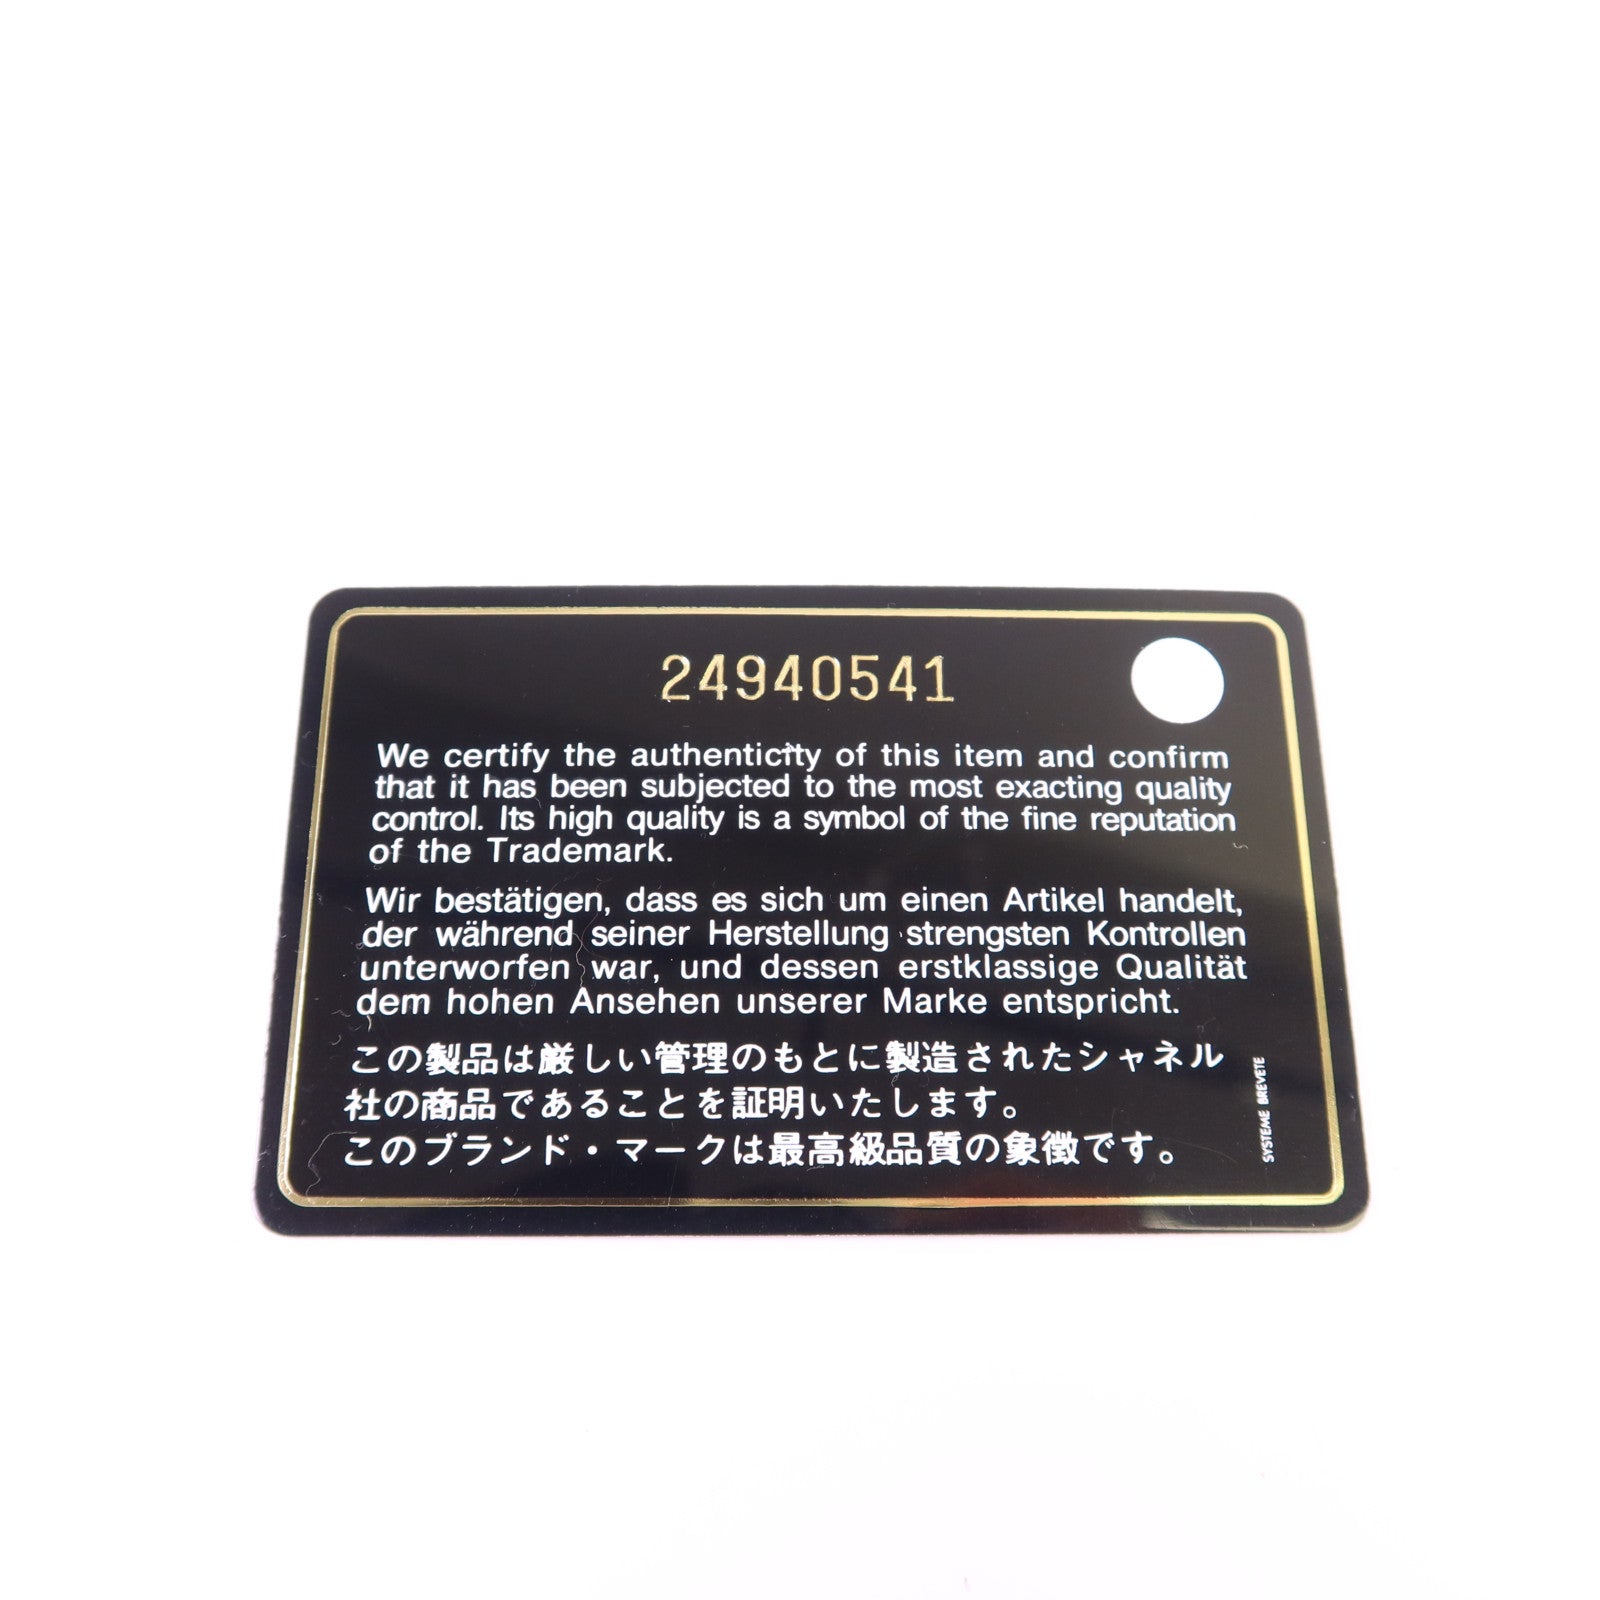 24940541
We certify the authenticity of this item and confirm
that it has been subjected to the most exacting quality
control. Its high quality is a symbol of the fine reputation
of the Trademark.
Wir bestätigen, dass es sich um einen Artikel handelt,
der während seiner Herstellung strengsten Kontrollen
unterworfen war, und dessen erstklassige Qualität
dem hohen Ansehen unserer Marke entspricht.
この製品は厳しい管理のもとに製造されたシャネル
社の商品であることを証明いたします。
このブランド・マークは最高級品質の象徴です。
SYSTEME BREVETE